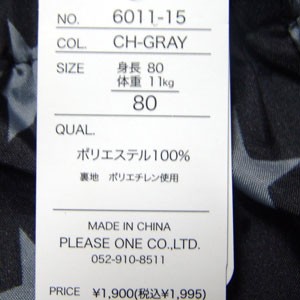 NO. 6011-15
COL. CH-GRAY
SIZE 身長 80
体重 11kg
80
QUAL.
ポリエステル100%
裏地 ポリエチレン使用
MADE IN CHINA
PLEASE ONE CO.,LTD.
052-910-8511
PRICE ¥1,900(税込¥1,995)